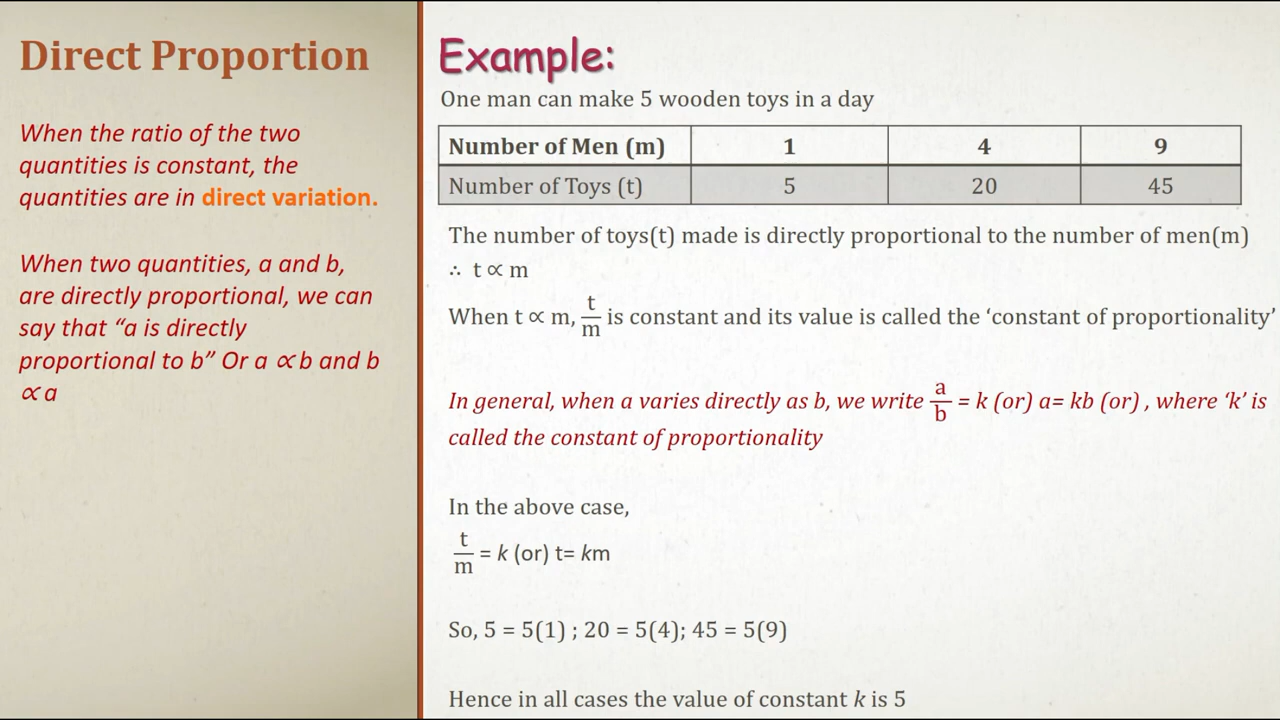 Direct Proportion
When the ratio of the two
quantities is constant, the
quantities are in direct variation.
When two quantities, a and b,
are directly proportional, we can
say that “a is directly
proportional to b” Or a ∝ b and b
∝ a
Example:
One man can make 5 wooden toys in a day
Number of Men (m) 1 4 9
Number of Toys (t) 5 20 45
The number of toys(t) made is directly proportional to the number of men(m)
∴ t ∝ m
When t ∝ m, t/m is constant and its value is called the ‘constant of proportionality’
In general, when a varies directly as b, we write a/b = k (or) a= kb (or) , where ‘k’ is
called the constant of proportionality
In the above case,
t/m = k (or) t= km
So, 5 = 5(1) ; 20 = 5(4); 45 = 5(9)
Hence in all cases the value of constant k is 5